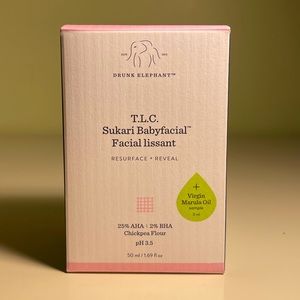 DRUNK ELEPHANT™
T.L.C.
Sukari Babyfacial™
Facial lissant
RESURFACE + REVEAL
+
Virgin
Marula Oil
sample
25% AHA | 2% BHA
Chickpea Flour
pH 3.5
50 ml / 1.69 fl oz